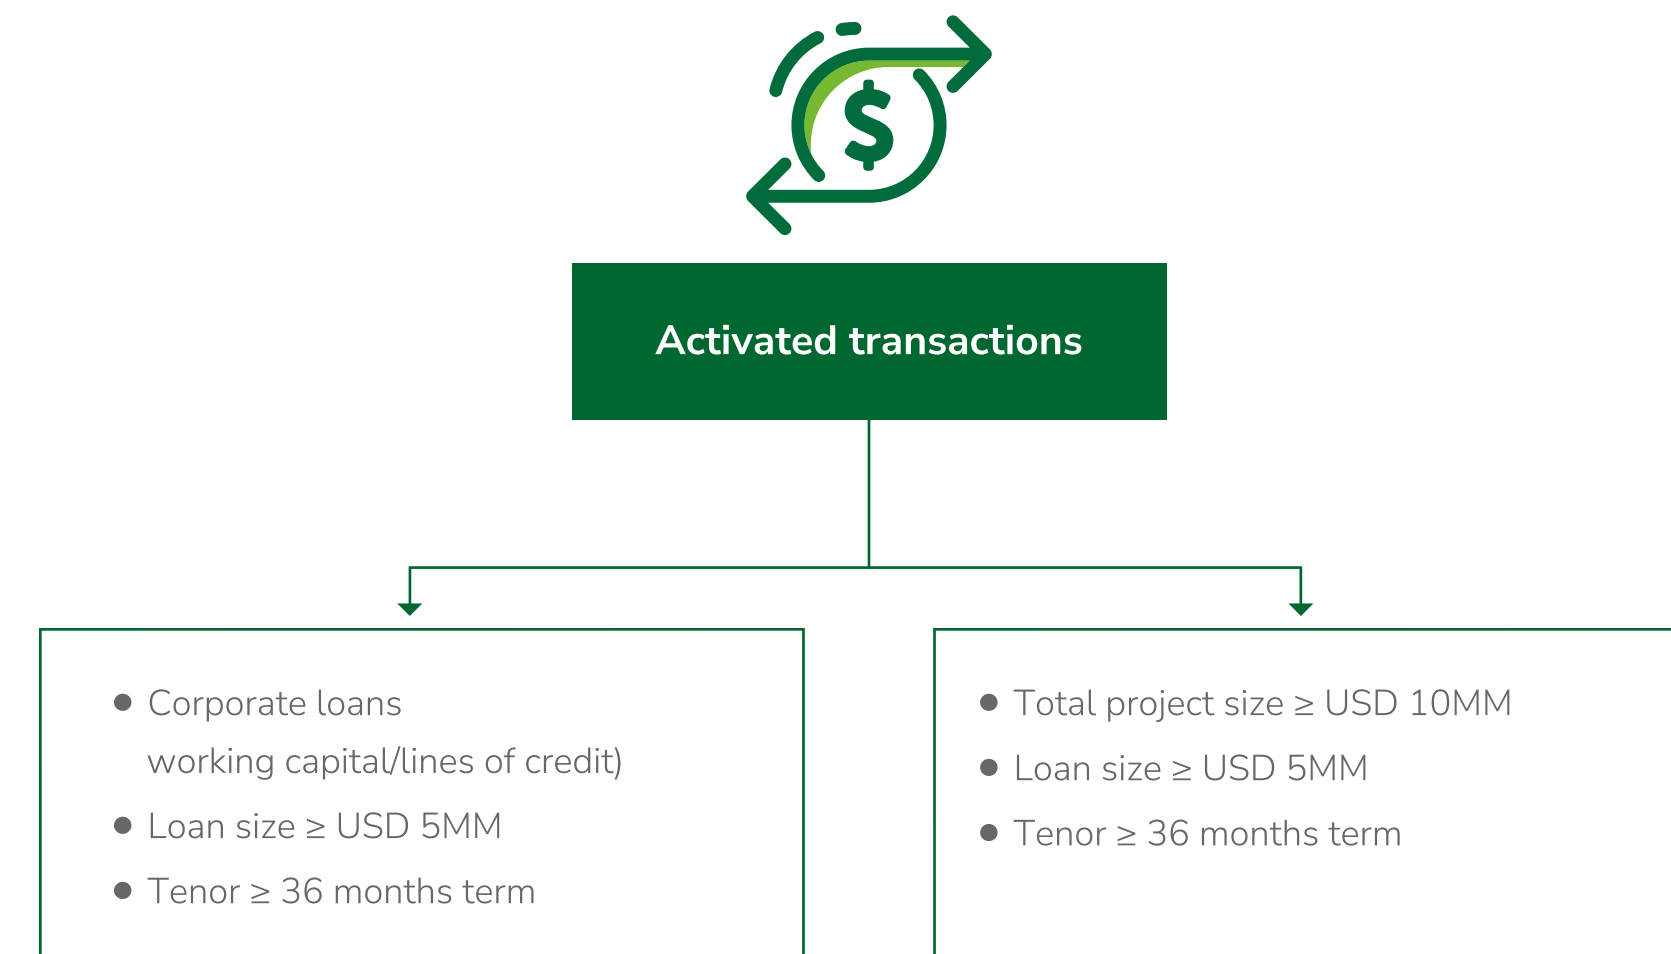 $
Activated transactions
● Corporate loans
working capital/lines of credit)
● Loan size ≥ USD 5MM
● Tenor ≥ 36 months term
● Total project size ≥ USD 10MM
● Loan size ≥ USD 5MM
● Tenor ≥ 36 months term